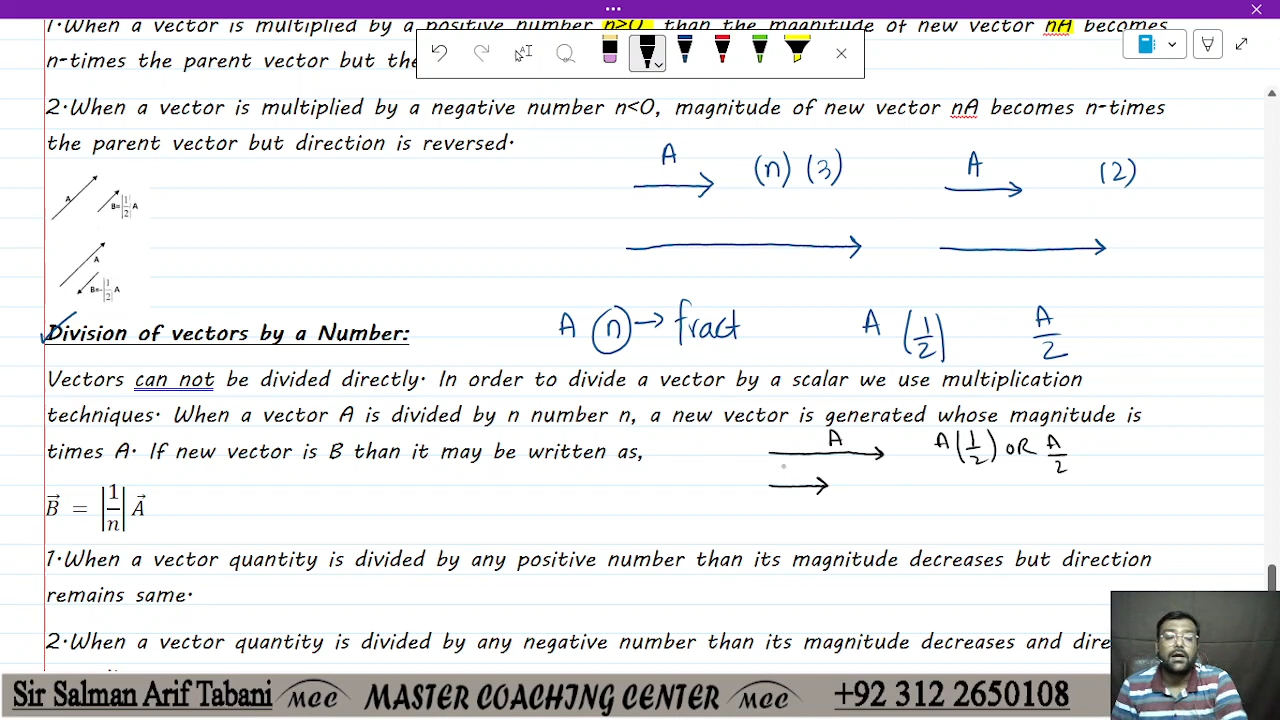 1.When a vector is multiplied by a positive number n>0, than the magnitude of new vector nA becomes
n-times the parent vector but the
2.When a vector is multiplied by a negative number n<0, magnitude of new vector nA becomes n-times
the parent vector but direction is reversed.
A (n) (3) A (2)
A B=|1/2| A
A
B=-|1/2| A
A n → fract A (1/2) A/2
Division of vectors by a Number:
Vectors can not be divided directly. In order to divide a vector by a scalar we use multiplication
techniques. When a vector A is divided by n number n, a new vector is generated whose magnitude is
times A. If new vector is B than it may be written as,
A A(1/2) OR A/2
B⃗ = |1/n| A⃗
1.When a vector quantity is divided by any positive number than its magnitude decreases but direction
remains same.
2.When a vector quantity is divided by any negative number than its magnitude decreases and dire
Sir Salman Arif Tabani MCC MASTER COACHING CENTER MCC +92 312 2650108